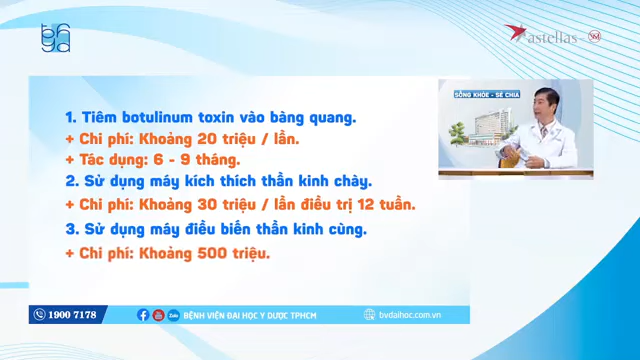 astellas
SỐNG KHỎE - SẺ CHIA
1. Tiêm botulinum toxin vào bàng quang.
+ Chi phí: Khoảng 20 triệu / lần.
+ Tác dụng: 6 - 9 tháng.
2. Sử dụng máy kích thích thần kinh chày.
+ Chi phí: Khoảng 30 triệu / lần điều trị 12 tuần.
3. Sử dụng máy điều biến thần kinh cùng.
+ Chi phí: Khoảng 500 triệu.
1900 7178
Zalo
BỆNH VIỆN ĐẠI HỌC Y DƯỢC TPHCM
bvdaihoc.com.vn